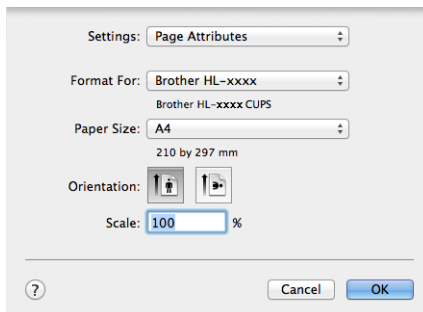 Settings: Page Attributes
Format For: Brother HL-xxxx
Brother HL-xxxx CUPS
Paper Size: A4
210 by 297 mm
Orientation:
Scale: 100 %
? Cancel OK